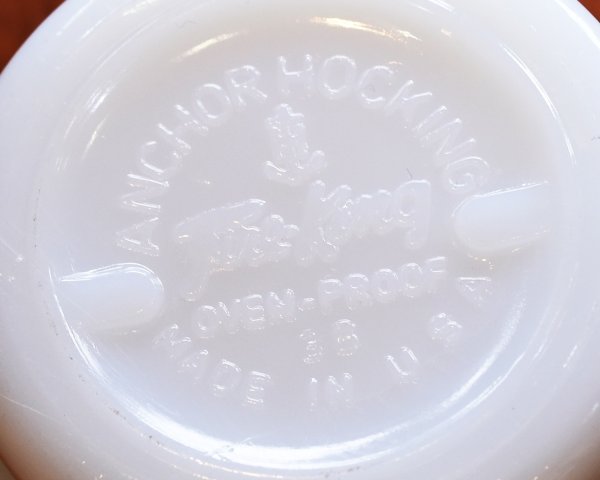 ANCHOR HOCKING
Fire-King
OVEN-PROOF
38
MADE IN U S A